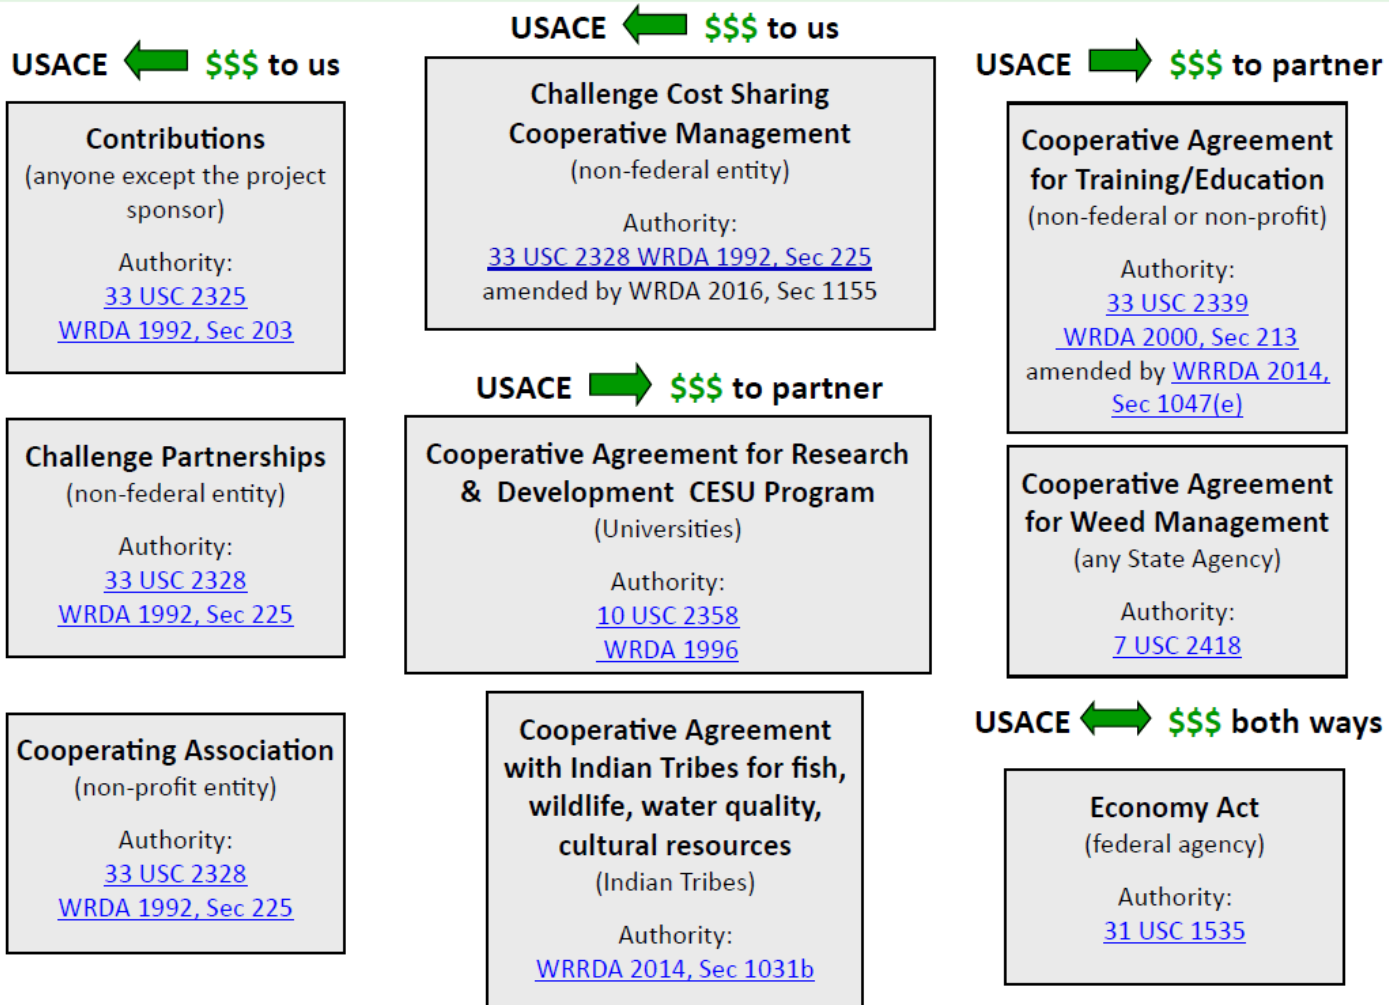 USACE $$$ to us
Contributions
(anyone except the project
sponsor)
Authority:
33 USC 2325
WRDA 1992, Sec 203
Challenge Partnerships
(non-federal entity)
Authority:
33 USC 2328
WRDA 1992, Sec 225
Cooperating Association
(non-profit entity)
Authority:
33 USC 2328
WRDA 1992, Sec 225
USACE $$$ to us
Challenge Cost Sharing
Cooperative Management
(non-federal entity)
Authority:
33 USC 2328 WRDA 1992, Sec 225
amended by WRDA 2016, Sec 1155
USACE $$$ to partner
Cooperative Agreement for Research
& Development CESU Program
(Universities)
Authority:
10 USC 2358
WRDA 1996
Cooperative Agreement
with Indian Tribes for fish,
wildlife, water quality,
cultural resources
(Indian Tribes)
Authority:
WRRDA 2014, Sec 1031b
USACE $$$ to partner
Cooperative Agreement
for Training/Education
(non-federal or non-profit)
Authority:
33 USC 2339
WRDA 2000, Sec 213
amended by WRRDA 2014,
Sec 1047(e)
Cooperative Agreement
for Weed Management
(any State Agency)
Authority:
7 USC 2418
USACE $$$ both ways
Economy Act
(federal agency)
Authority:
31 USC 1535